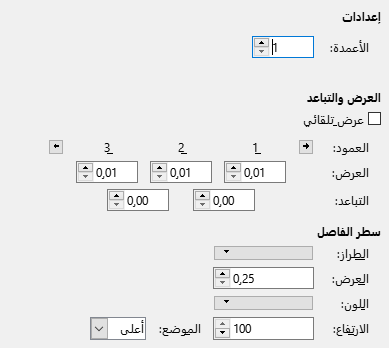 إعدادات
الأعمدة: 1
العرض والتباعد
عرض تلقائي
العمود: 1 2 3
العرض: 0,01 0,01 0,01
التباعد: 0,00 0,00
سطر الفاصل
الطراز:
العرض: 0,25
اللون:
الارتفاع: 100 الموضع: أعلى